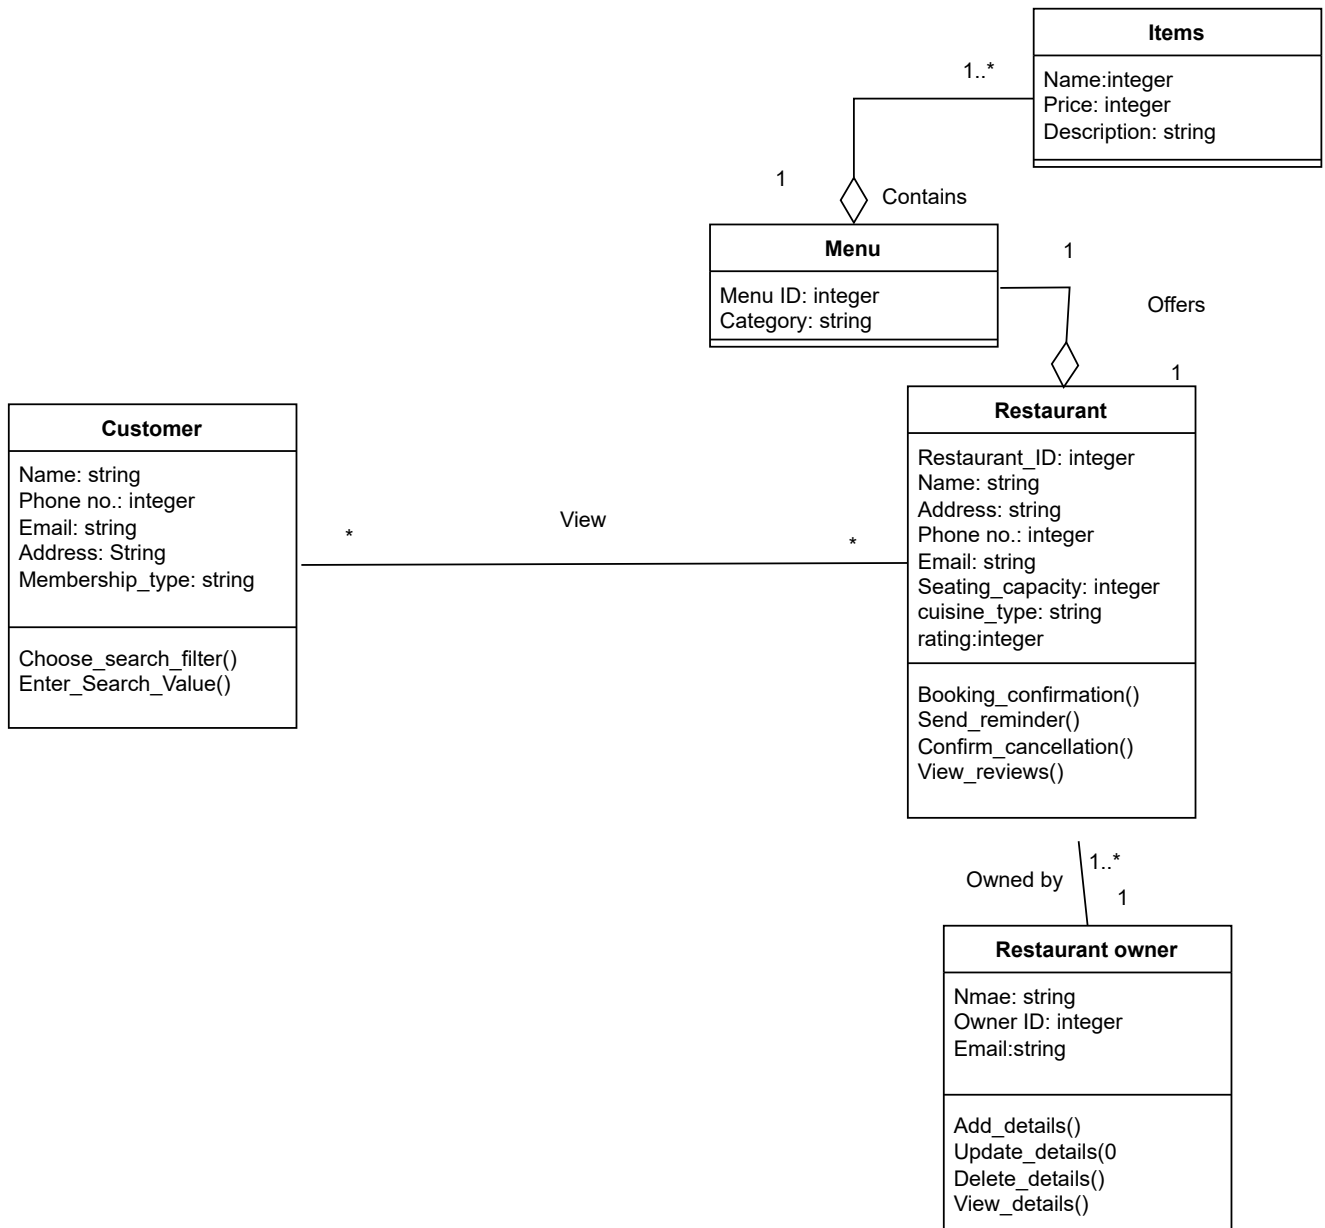 Items
Name:integer
Price: integer
Description: string
1..*
1
Contains
Menu
Menu ID: integer
Category: string
1
Offers
1
Customer
Name: string
Phone no.: integer
Email: string
Address: String
Membership_type: string
Choose_search_filter()
Enter_Search_Value()
*
View
*
Restaurant
Restaurant_ID: integer
Name: string
Address: string
Phone no.: integer
Email: string
Seating_capacity: integer
cuisine_type: string
rating:integer
Booking_confirmation()
Send_reminder()
Confirm_cancellation()
View_reviews()
Owned by
1..*
1
Restaurant owner
Nmae: string
Owner ID: integer
Email:string
Add_details()
Update_details(0
Delete_details()
View_details()